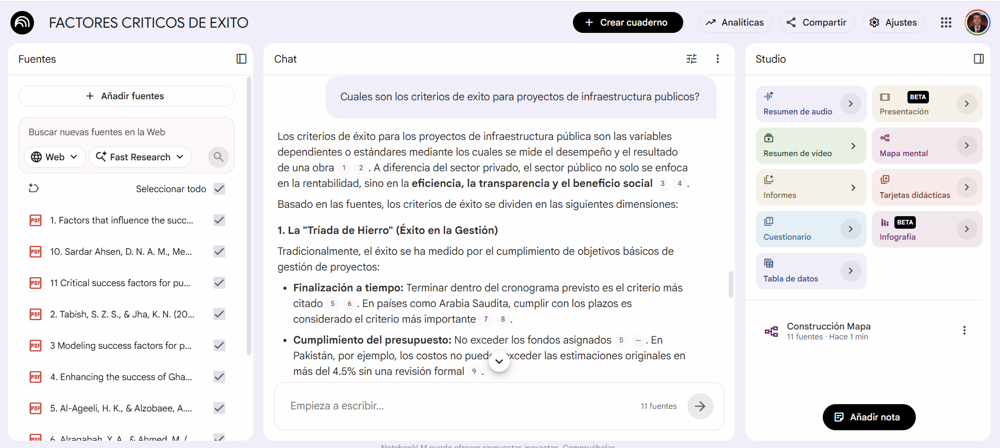 FACTORES CRITICOS DE EXITO
+ Crear cuaderno
Analíticas
Compartir
Ajustes
Fuentes
+ Añadir fuentes
Buscar nuevas fuentes en la Web
Web
Fast Research
Seleccionar todo
PDF 1. Factors that influence the succ...
PDF 10. Sardar Ahsen, D. N. A. M., Me...
PDF 11 Critical success factors for pu...
PDF 2. Tabish, S. Z. S., & Jha, K. N. (20...
PDF 3 Modeling success factors for p...
PDF 4. Enhancing the success of Gha...
PDF 5. Al-Ageeli, H. K., & Alzobaee, A....
PDF 6. Alraqabah, Y. A., & Ahmed, M. (
Chat
Cuales son los criterios de exito para proyectos de infraestructura publicos?
Los criterios de éxito para los proyectos de infraestructura pública son las variables
dependientes o estándares mediante los cuales se mide el desempeño y el resultado
de una obra 1 2 . A diferencia del sector privado, el sector público no solo se enfoca
en la rentabilidad, sino en la eficiencia, la transparencia y el beneficio social 3 4 .
Basado en las fuentes, los criterios de éxito se dividen en las siguientes dimensiones:
1. La "Tríada de Hierro" (Éxito en la Gestión)
Tradicionalmente, el éxito se ha medido por el cumplimiento de objetivos básicos de
gestión de proyectos:
• Finalización a tiempo: Terminar dentro del cronograma previsto es el criterio más
citado 5 6 . En países como Arabia Saudita, cumplir con los plazos es
considerado el criterio más importante 7 8 .
• Cumplimiento del presupuesto: No exceder los fondos asignados 5 ... . En
Pakistán, por ejemplo, los costos no pueden exceder las estimaciones originales en
más del 4.5% sin una revisión formal 9 .
Empieza a escribir...
11 fuentes
NotebookLM puede ofrecer respuestas inexactas. Compruébalas.
Studio
Resumen de audio
BETA
Presentación
Resumen de vídeo
Mapa mental
Informes
Tarjetas didácticas
Cuestionario
BETA
Infografía
Tabla de datos
Construcción Mapa
11 fuentes · Hace 1 min
Añadir nota